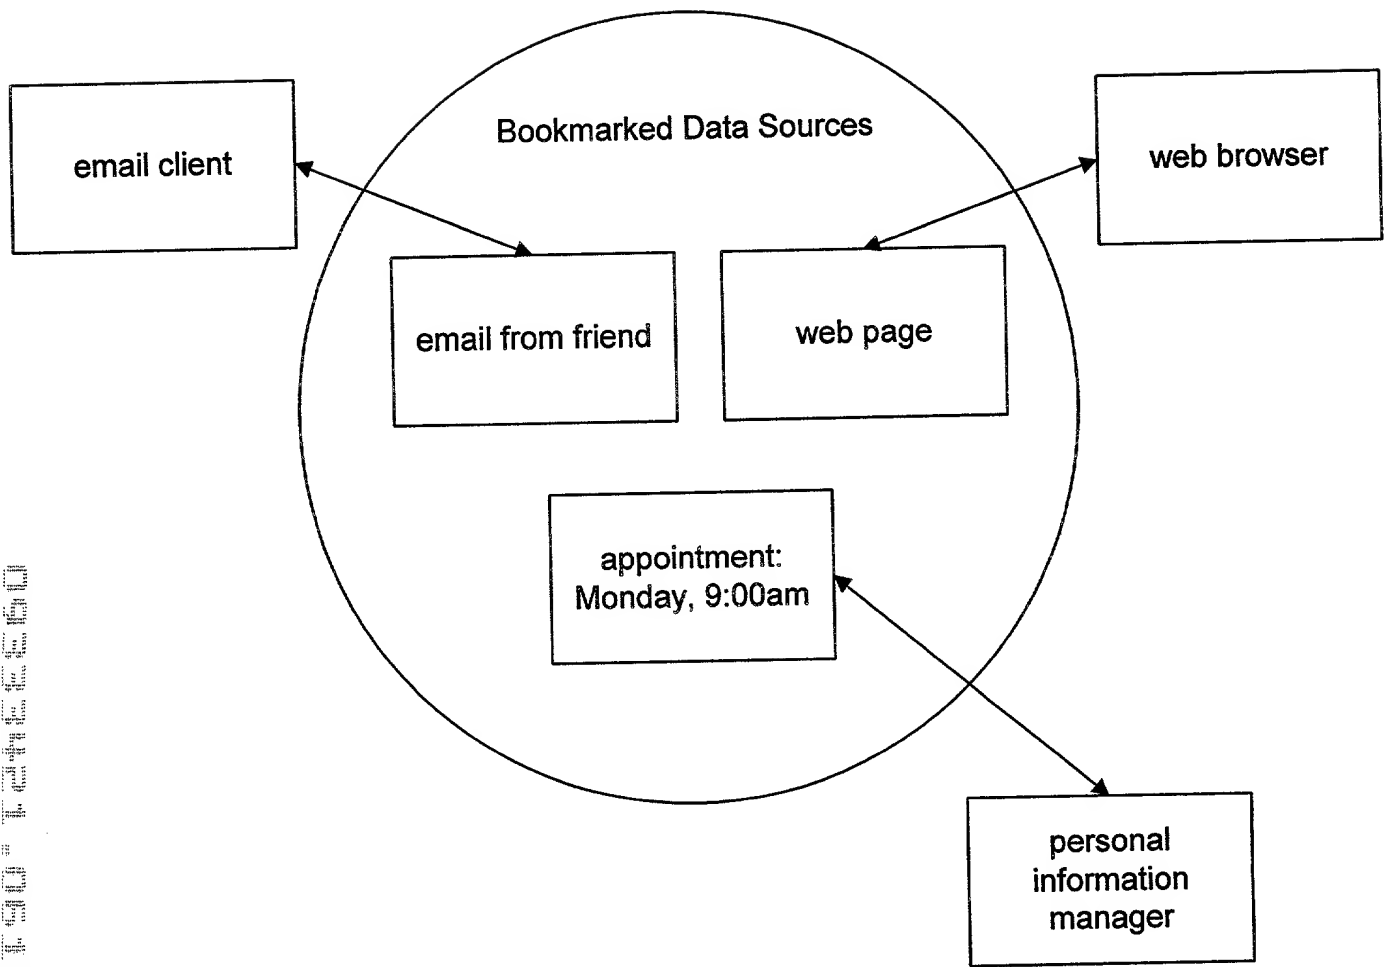 Bookmarked Data Sources
email client
web browser
email from friend
web page
appointment:
Monday, 9:00am
personal
information
manager